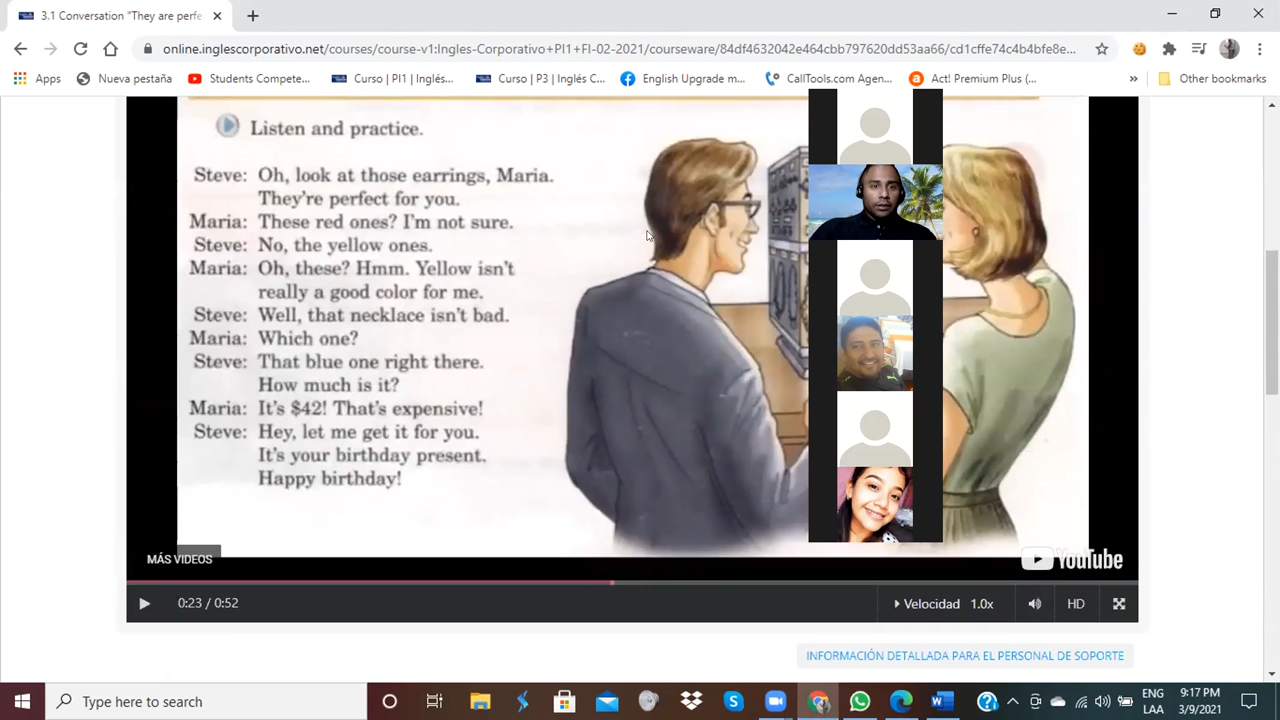 3.1 Conversation "They are perfe
online.inglescorporativo.net/courses/course-v1:Ingles-Corporativo+PI1+FI-02-2021/courseware/84df4632042e464cbb797620dd53aa66/cd1cffe74c4b4bfe8e...
Apps Nueva pestaña Students Compete... Curso | PI1 | Inglés... Curso | P3 | Inglés C... English Upgrade m... CallTools.com Agen... Act! Premium Plus (... » Other bookmarks
Listen and practice.
Steve: Oh, look at those earrings, Maria.
They're perfect for you.
Maria: These red ones? I'm not sure.
Steve: No, the yellow ones.
Maria: Oh, these? Hmm. Yellow isn't
really a good color for me.
Steve: Well, that necklace isn't bad.
Maria: Which one?
Steve: That blue one right there.
How much is it?
Maria: It's $42! That's expensive!
Steve: Hey, let me get it for you.
It's your birthday present.
Happy birthday!
MÁS VIDEOS YouTube
0:23 / 0:52 Velocidad 1.0x HD
INFORMACIÓN DETALLADA PARA EL PERSONAL DE SOPORTE
Type here to search
ENG 9:17 PM
LAA 3/9/2021